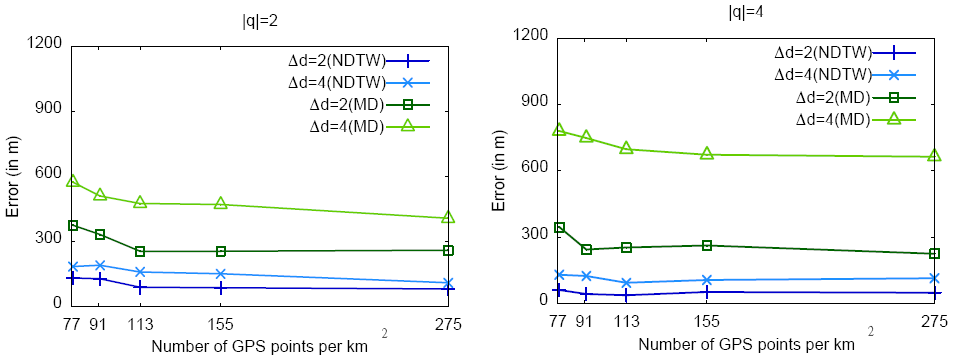 |q|=2
1200
900
600
300
0
Error (in m)
Δd=2(NDTW)
Δd=4(NDTW)
Δd=2(MD)
Δd=4(MD)
77 91 113 155 275
Number of GPS points per km 2
|q|=4
1200
900
600
300
0
Error (in m)
Δd=2(NDTW)
Δd=4(NDTW)
Δd=2(MD)
Δd=4(MD)
77 91 113 155 275
Number of GPS points per km 2